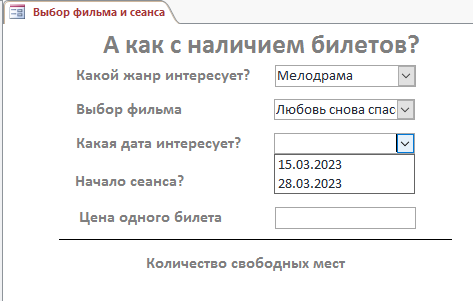 Выбор фильма и сеанса
А как с наличием билетов?
Какой жанр интересует? Мелодрама
Выбор фильма Любовь снова спас
Какая дата интересует?
15.03.2023
28.03.2023
Начало сеанса?
Цена одного билета
Количество свободных мест